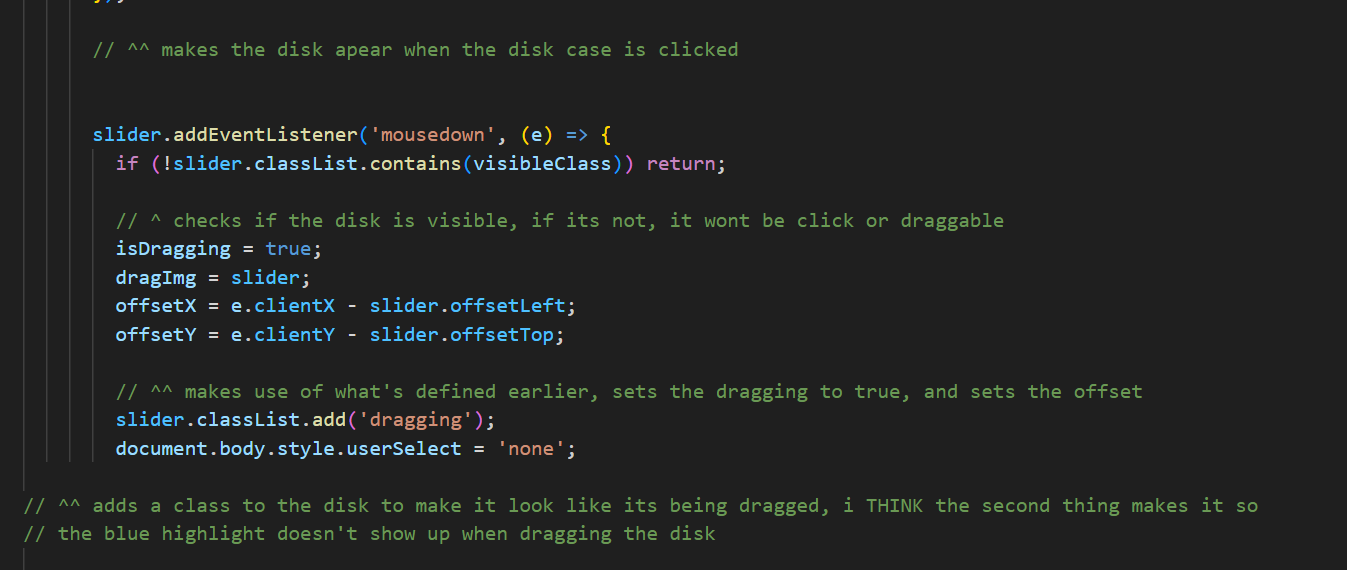 });
// ^^ makes the disk apear when the disk case is clicked
slider.addEventListener('mousedown', (e) => {
if (!slider.classList.contains(visibleClass)) return;
// ^ checks if the disk is visible, if its not, it wont be click or draggable
isDragging = true;
dragImg = slider;
offsetX = e.clientX - slider.offsetLeft;
offsetY = e.clientY - slider.offsetTop;
// ^^ makes use of what's defined earlier, sets the dragging to true, and sets the offset
slider.classList.add('dragging');
document.body.style.userSelect = 'none';
// ^^ adds a class to the disk to make it look like its being dragged, i THINK the second thing makes it so
// the blue highlight doesn't show up when dragging the disk